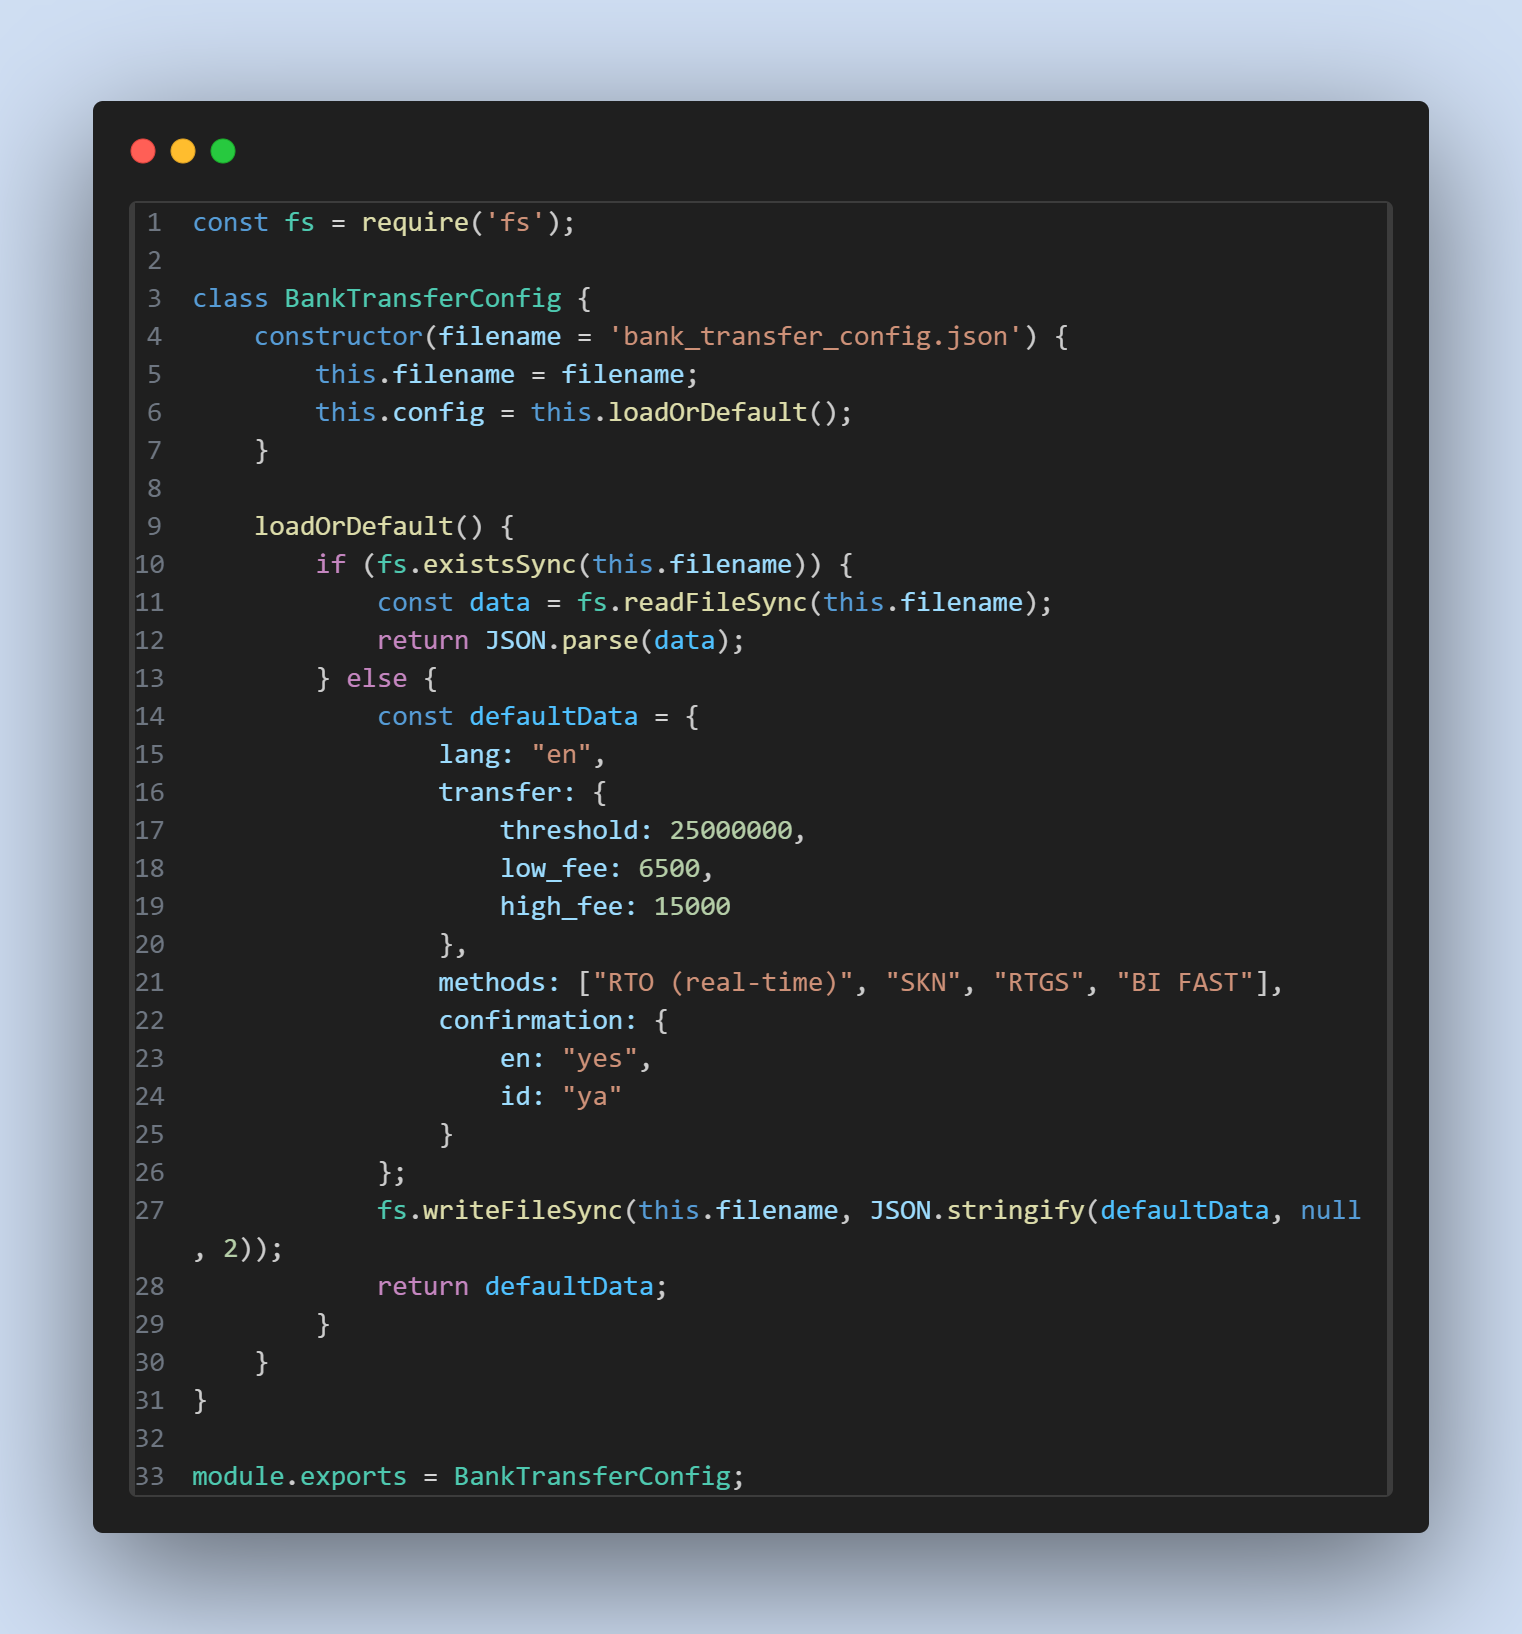 1 const fs = require('fs');
2
3 class BankTransferConfig {
4     constructor(filename = 'bank_transfer_config.json') {
5         this.filename = filename;
6         this.config = this.loadOrDefault();
7     }
8
9     loadOrDefault() {
10         if (fs.existsSync(this.filename)) {
11             const data = fs.readFileSync(this.filename);
12             return JSON.parse(data);
13         } else {
14             const defaultData = {
15                 lang: "en",
16                 transfer: {
17                     threshold: 25000000,
18                     low_fee: 6500,
19                     high_fee: 15000
20                 },
21                 methods: ["RTO (real-time)", "SKN", "RTGS", "BI FAST"],
22                 confirmation: {
23                     en: "yes",
24                     id: "ya"
25                 }
26             };
27             fs.writeFileSync(this.filename, JSON.stringify(defaultData, null
, 2));
28             return defaultData;
29         }
30     }
31 }
32
33 module.exports = BankTransferConfig;